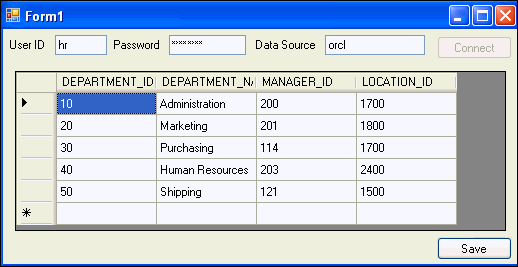 Form1
User ID hr Password ******** Data Source orcl Connect
DEPARTMENT_ID DEPARTMENT_NA MANAGER_ID LOCATION_ID
10 Administration 200 1700
20 Marketing 201 1800
30 Purchasing 114 1700
40 Human Resources 203 2400
50 Shipping 121 1500
Save